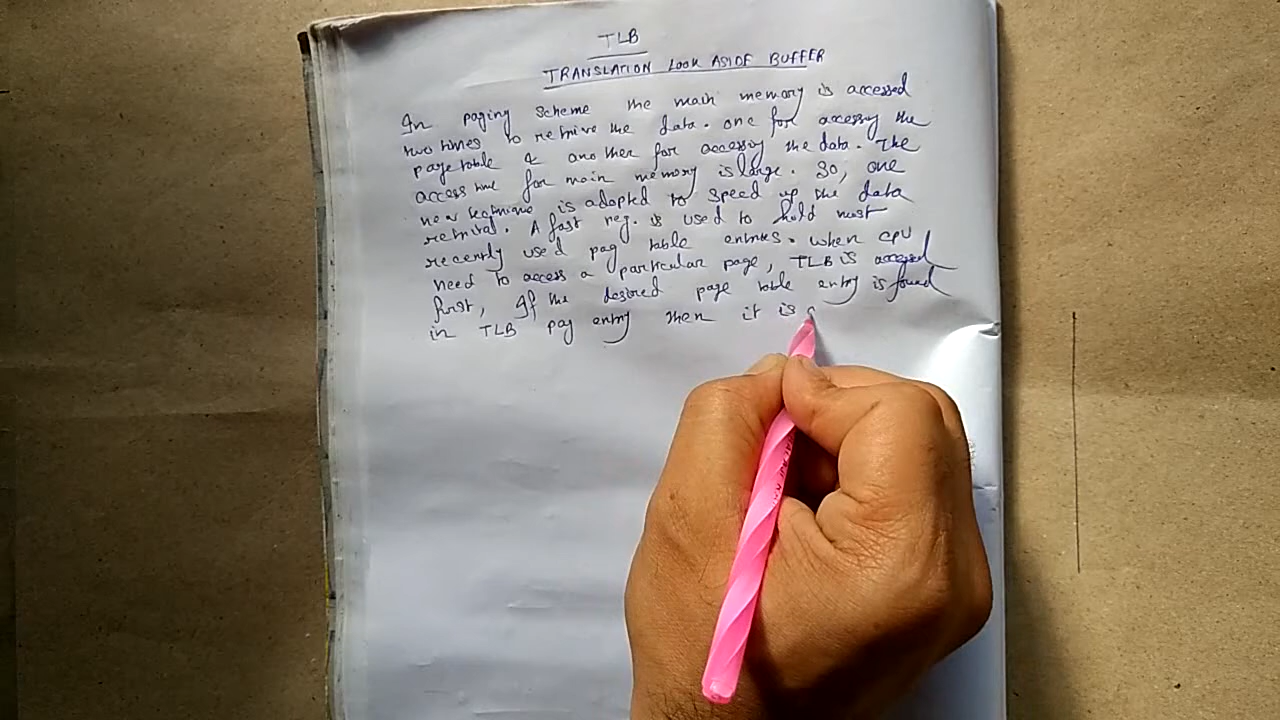 TLB
TRANSLATION LOOK ASIDE BUFFER
In paging scheme the main memory is accessed
two times to retrive the data. one for accessing the
page table & another for accessing the data. The
access time for main memory is large. So, one
new technique is adopted to speed up the data
retrival. A fast reg. is used to hold most
recently used pag table entries. when CPU
need to access a particular page, TLB is accessed
first, If the desired page table entry is found
in TLB pag entry then it is